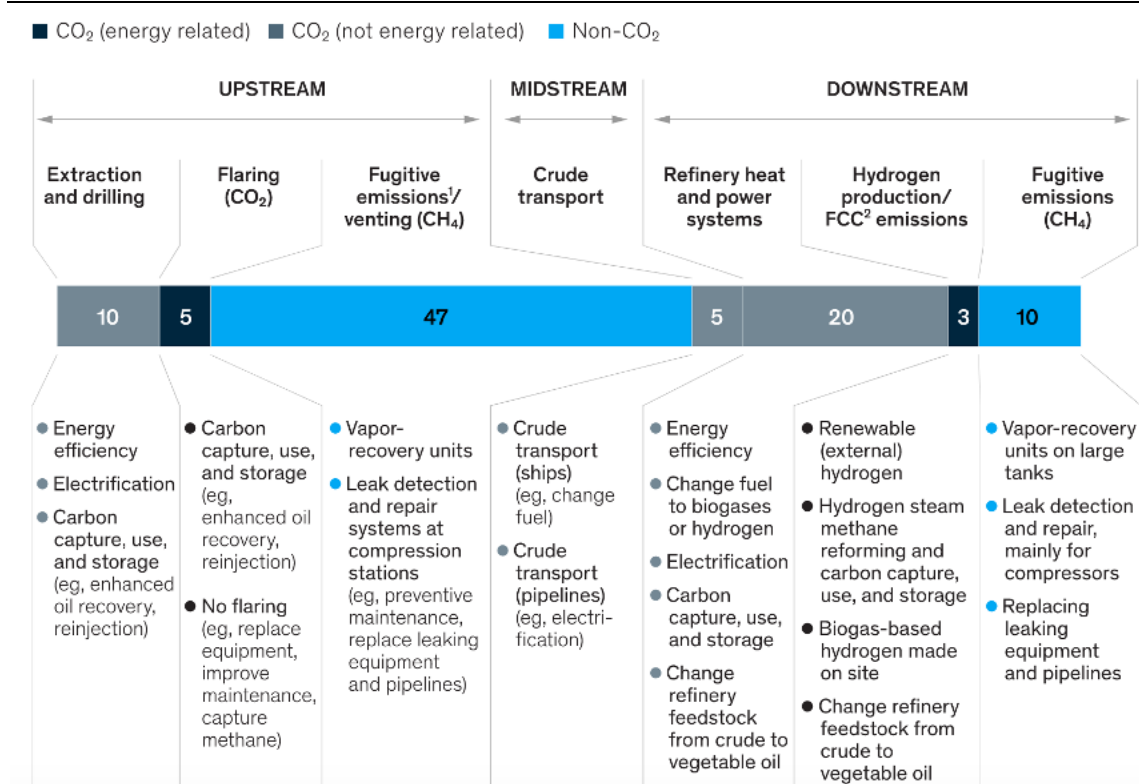 CO₂ (energy related) CO₂ (not energy related) Non-CO₂
UPSTREAM MIDSTREAM DOWNSTREAM
Extraction
and drilling
Flaring
(CO₂)
Fugitive
emissions¹/
venting (CH₄)
Crude
transport
Refinery heat
and power
systems
Hydrogen
production/
FCC² emissions
Fugitive
emissions
(CH₄)
10 5 47 5 20 3 10
Energy
efficiency
Electrification
Carbon
capture, use,
and storage
(eg, enhanced
oil recovery,
reinjection)
Carbon
capture, use,
and storage
(eg,
enhanced oil
recovery,
reinjection)
No flaring
(eg, replace
equipment,
improve
maintenance,
capture
methane)
Vapor-
recovery units
Leak detection
and repair
systems at
compression
stations
(eg, preventive
maintenance,
replace leaking
equipment
and pipelines)
Crude
transport
(ships)
(eg, change
fuel)
Crude
transport
(pipelines)
(eg, electri-
fication)
Energy
efficiency
Change fuel
to biogases
or hydrogen
Electrification
Carbon
capture, use,
and storage
Change
refinery
feedstock
from crude to
vegetable oil
Renewable
(external)
hydrogen
Hydrogen steam
methane
reforming and
carbon capture,
use, and storage
Biogas-based
hydrogen made
on site
Change refinery
feedstock from
crude to
vegetable oil
Vapor-recovery
units on large
tanks
Leak detection
and repair,
mainly for
compressors
Replacing
leaking
equipment
and pipelines